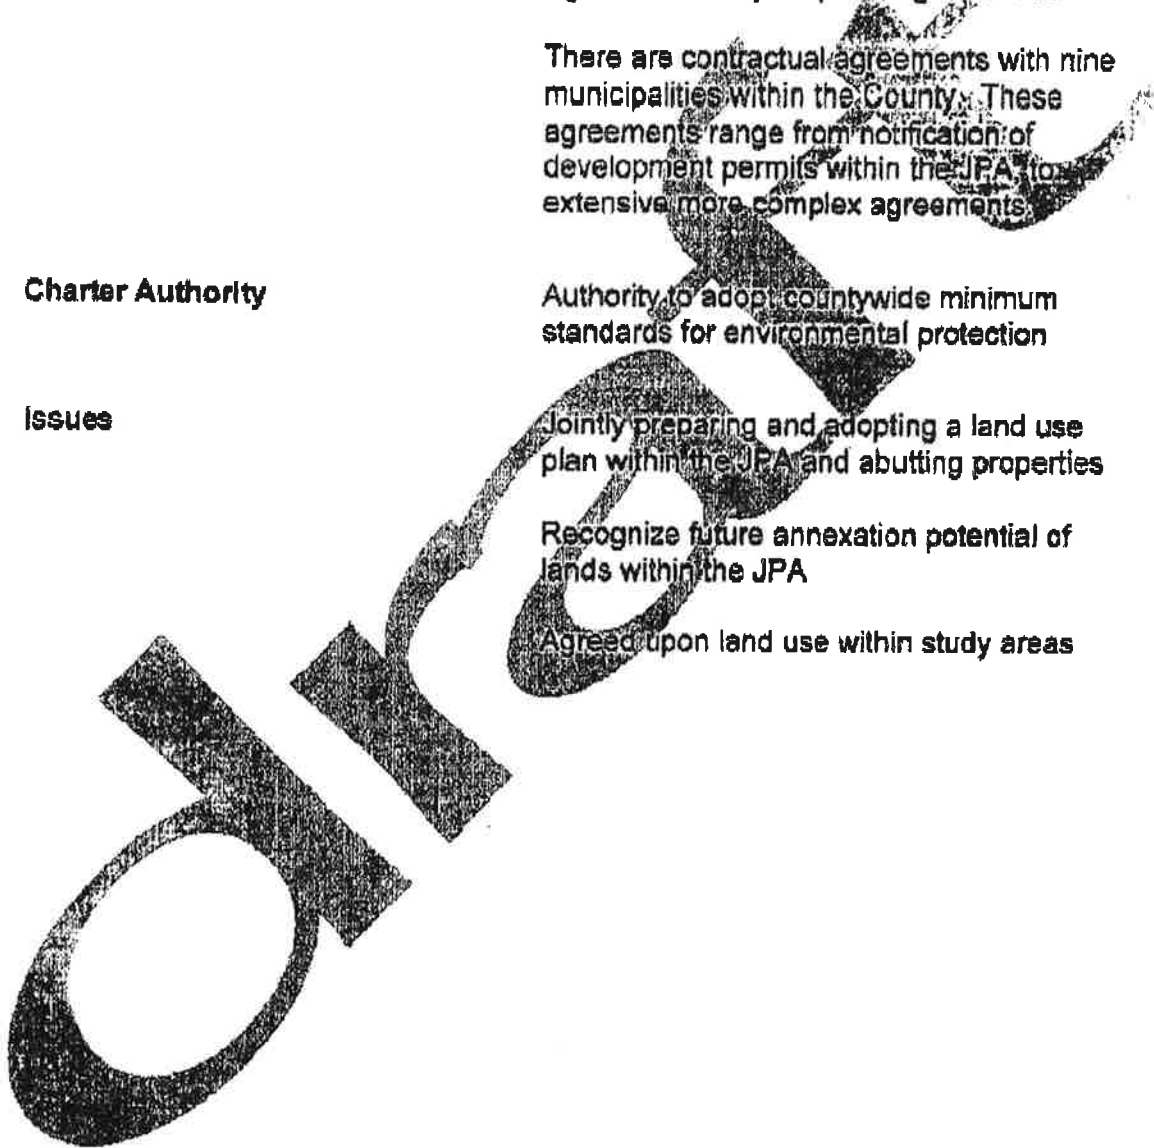 There are contractual agreements with nine
municipalities within the County. These
agreements range from notification of
development permits within the JPA, to
extensive more complex agreements.
Charter Authority
Authority to adopt countywide minimum
standards for environmental protection
Issues
Jointly preparing and adopting a land use
plan within the JPA and abutting properties
Recognize future annexation potential of
lands within the JPA
Agreed upon land use within study areas
draft